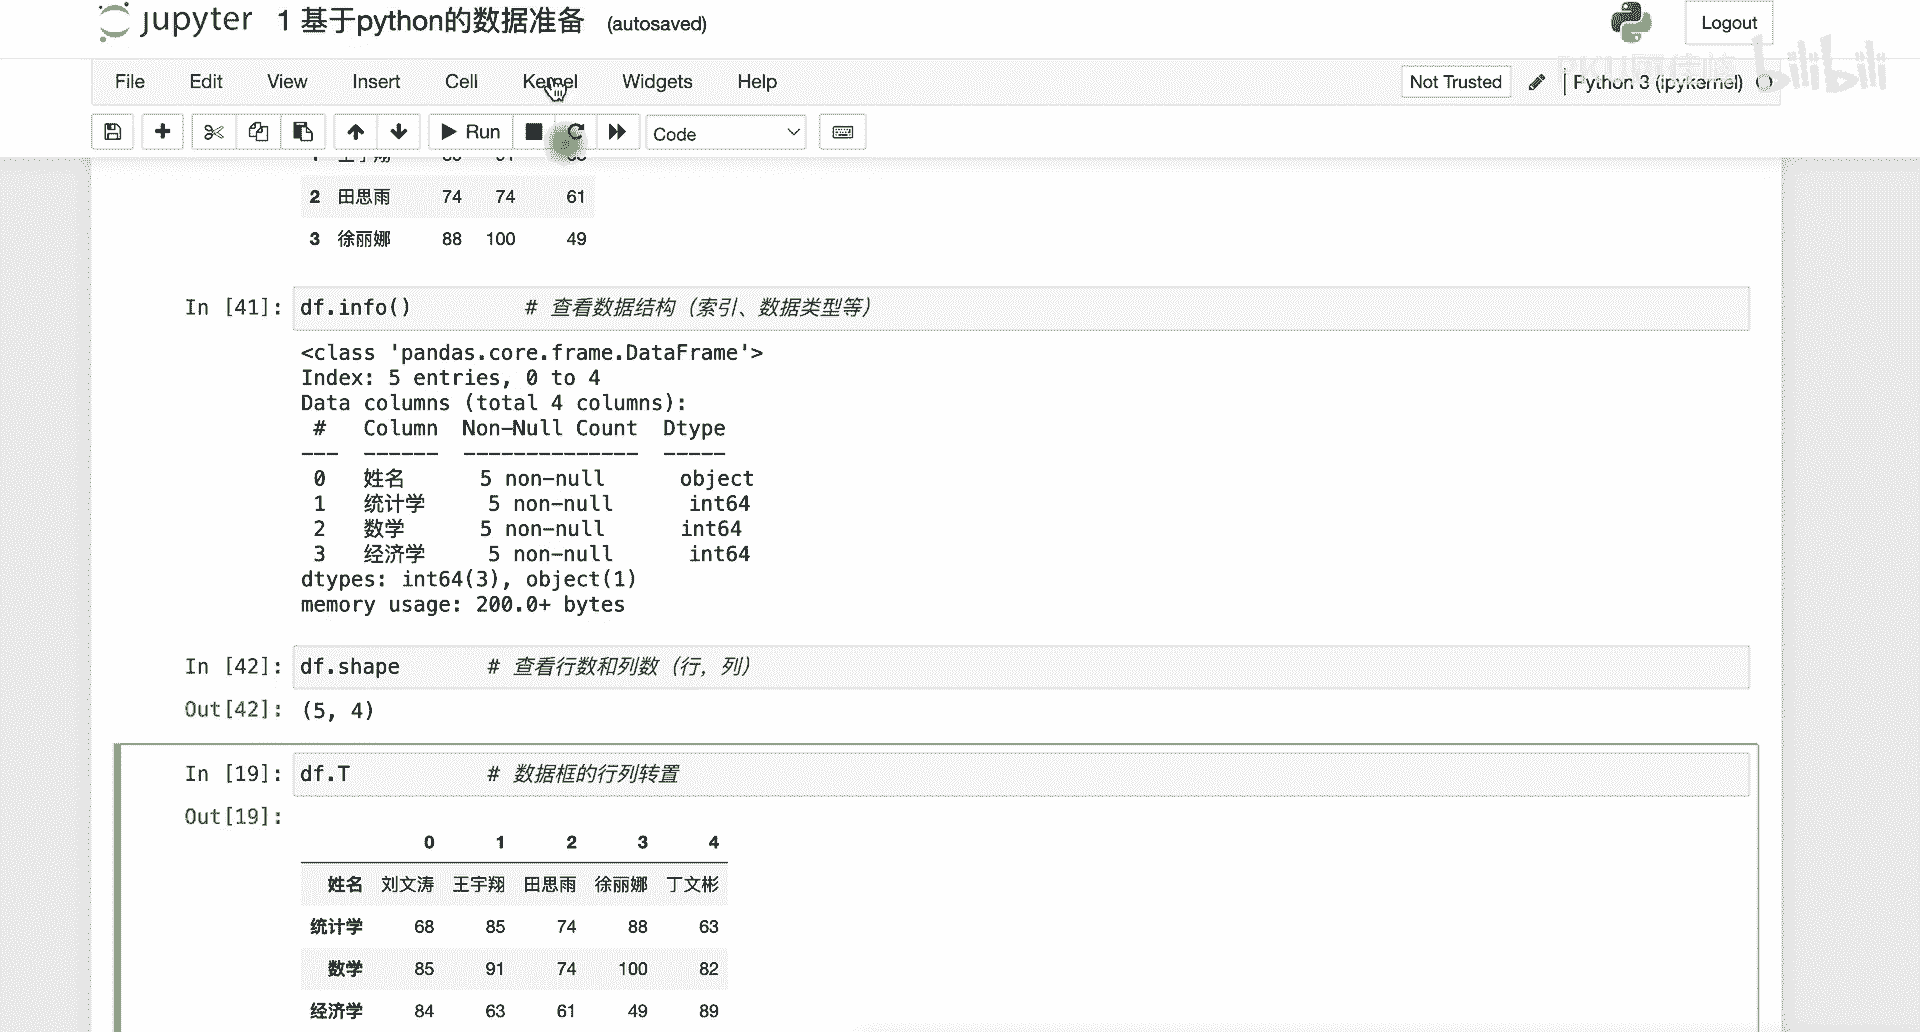 jupyter 1 基于python的数据准备 (autosaved) Logout
File Edit View Insert Cell Kernel Widgets Help Not Trusted Python 3 (ipykernel)
bilibili
Run Code
2 田思雨 74 74 61
3 徐丽娜 88 100 49
In [41]: df.info() # 查看数据结构（索引、数据类型等）
<class 'pandas.core.frame.DataFrame'>
Index: 5 entries, 0 to 4
Data columns (total 4 columns):
# Column Non-Null Count Dtype
--- ------ -------------- -----
0 姓名 5 non-null object
1 统计学 5 non-null int64
2 数学 5 non-null int64
3 经济学 5 non-null int64
dtypes: int64(3), object(1)
memory usage: 200.0+ bytes
In [42]: df.shape # 查看行数和列数（行，列）
Out[42]: (5, 4)
In [19]: df.T # 数据框的行列转置
Out[19]:
0 1 2 3 4
姓名 刘文涛 王宇翔 田思雨 徐丽娜 丁文彬
统计学 68 85 74 88 63
数学 85 91 74 100 82
经济学 84 63 61 49 89